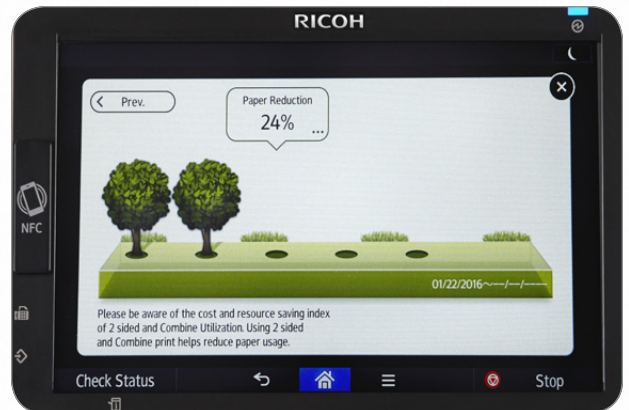 RICOH
Prev.
Paper Reduction
24%
...
NFC
01/22/2016~--/--/----
Please be aware of the cost and resource saving index
of 2 sided and Combine Utilization. Using 2 sided
and Combine print helps reduce paper usage.
Check Status
Stop